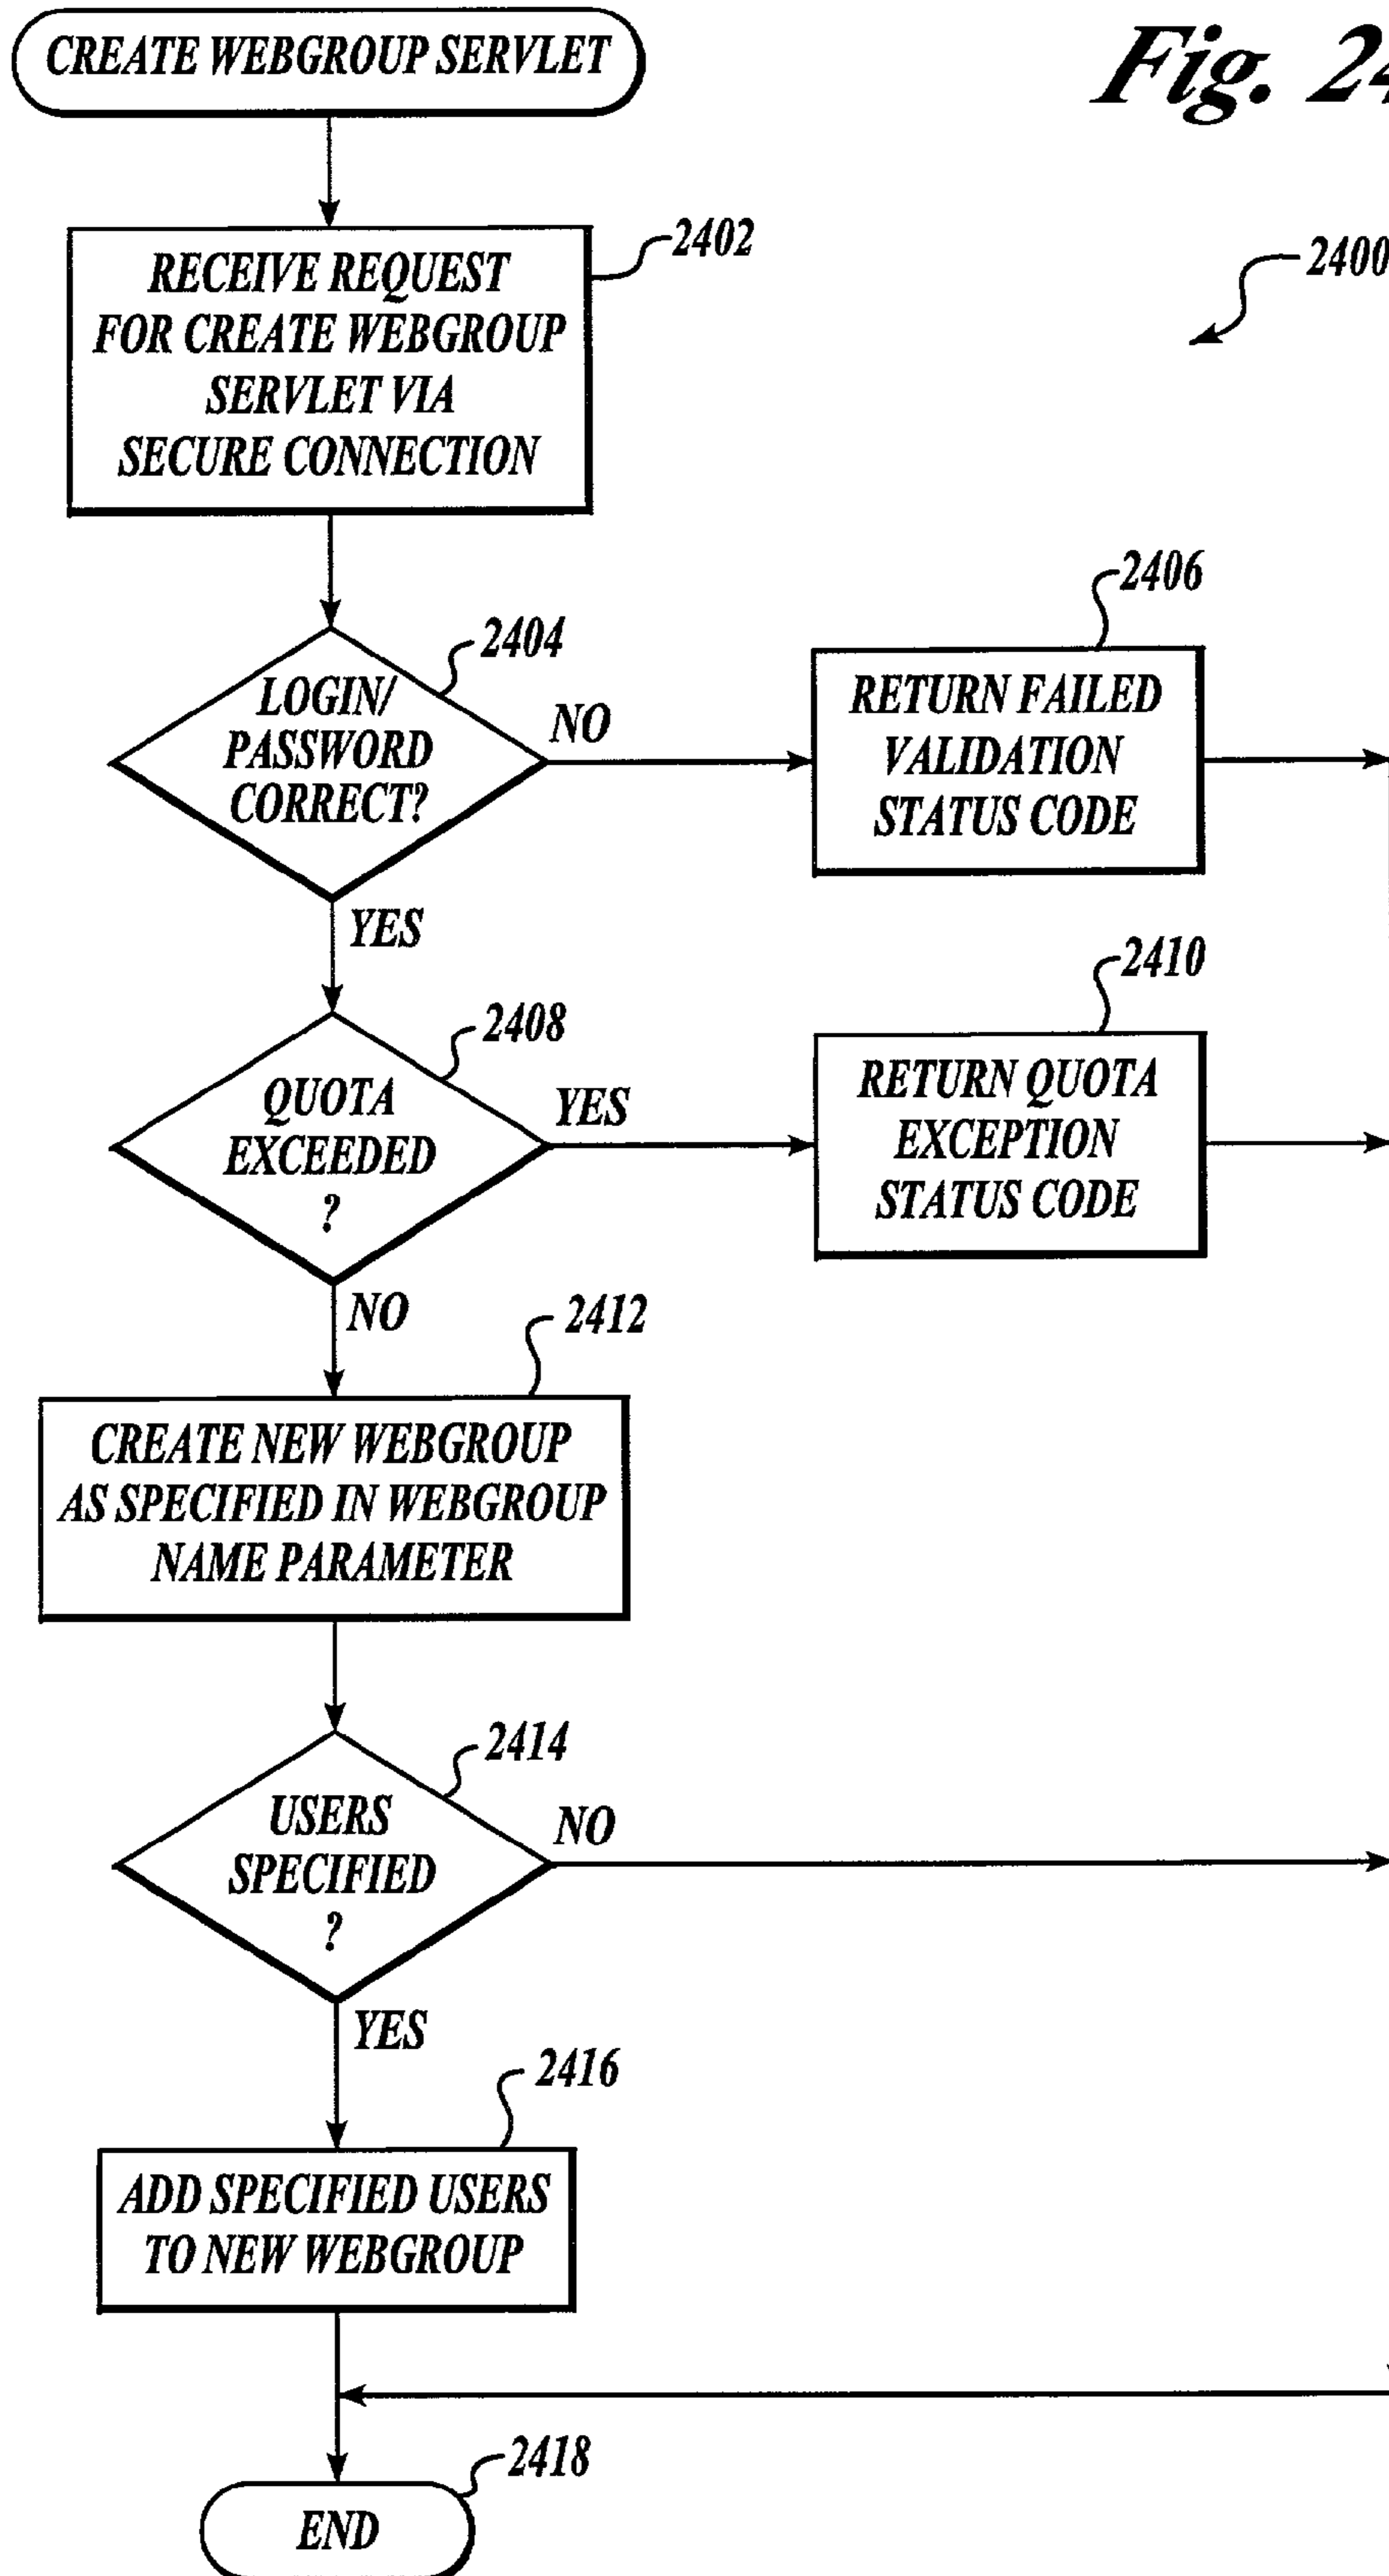 CREATE WEBGROUP SERVLET
Fig. 24
RECEIVE REQUEST
FOR CREATE WEBGROUP
SERVLET VIA
SECURE CONNECTION
2402
2400
LOGIN/
PASSWORD
CORRECT?
2404
NO
RETURN FAILED
VALIDATION
STATUS CODE
2406
YES
QUOTA
EXCEEDED
?
2408
YES
RETURN QUOTA
EXCEPTION
STATUS CODE
2410
NO
CREATE NEW WEBGROUP
AS SPECIFIED IN WEBGROUP
NAME PARAMETER
2412
USERS
SPECIFIED
?
2414
NO
YES
ADD SPECIFIED USERS
TO NEW WEBGROUP
2416
END
2418